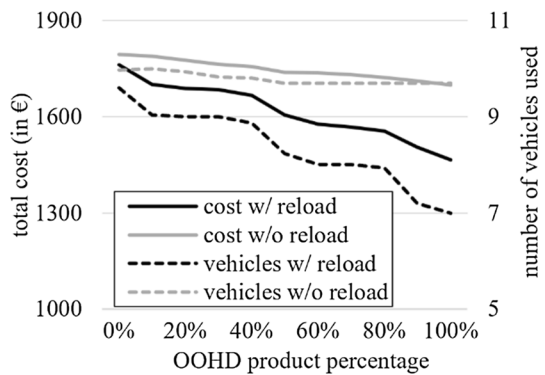 1900
1600
1300
1000
total cost (in €)
11
9
7
5
number of vehicles used
cost w/ reload
cost w/o reload
vehicles w/ reload
vehicles w/o reload
0% 20% 40% 60% 80% 100%
OOHD product percentage